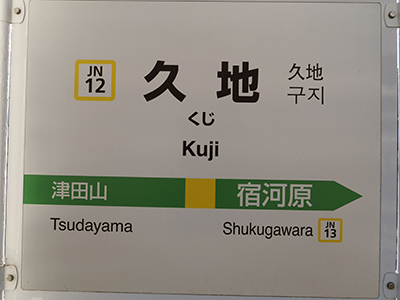 JN
12
久地
久地
구지
くじ
Kuji
津田山
宿河原
Tsudayama
Shukugawara
JN
13